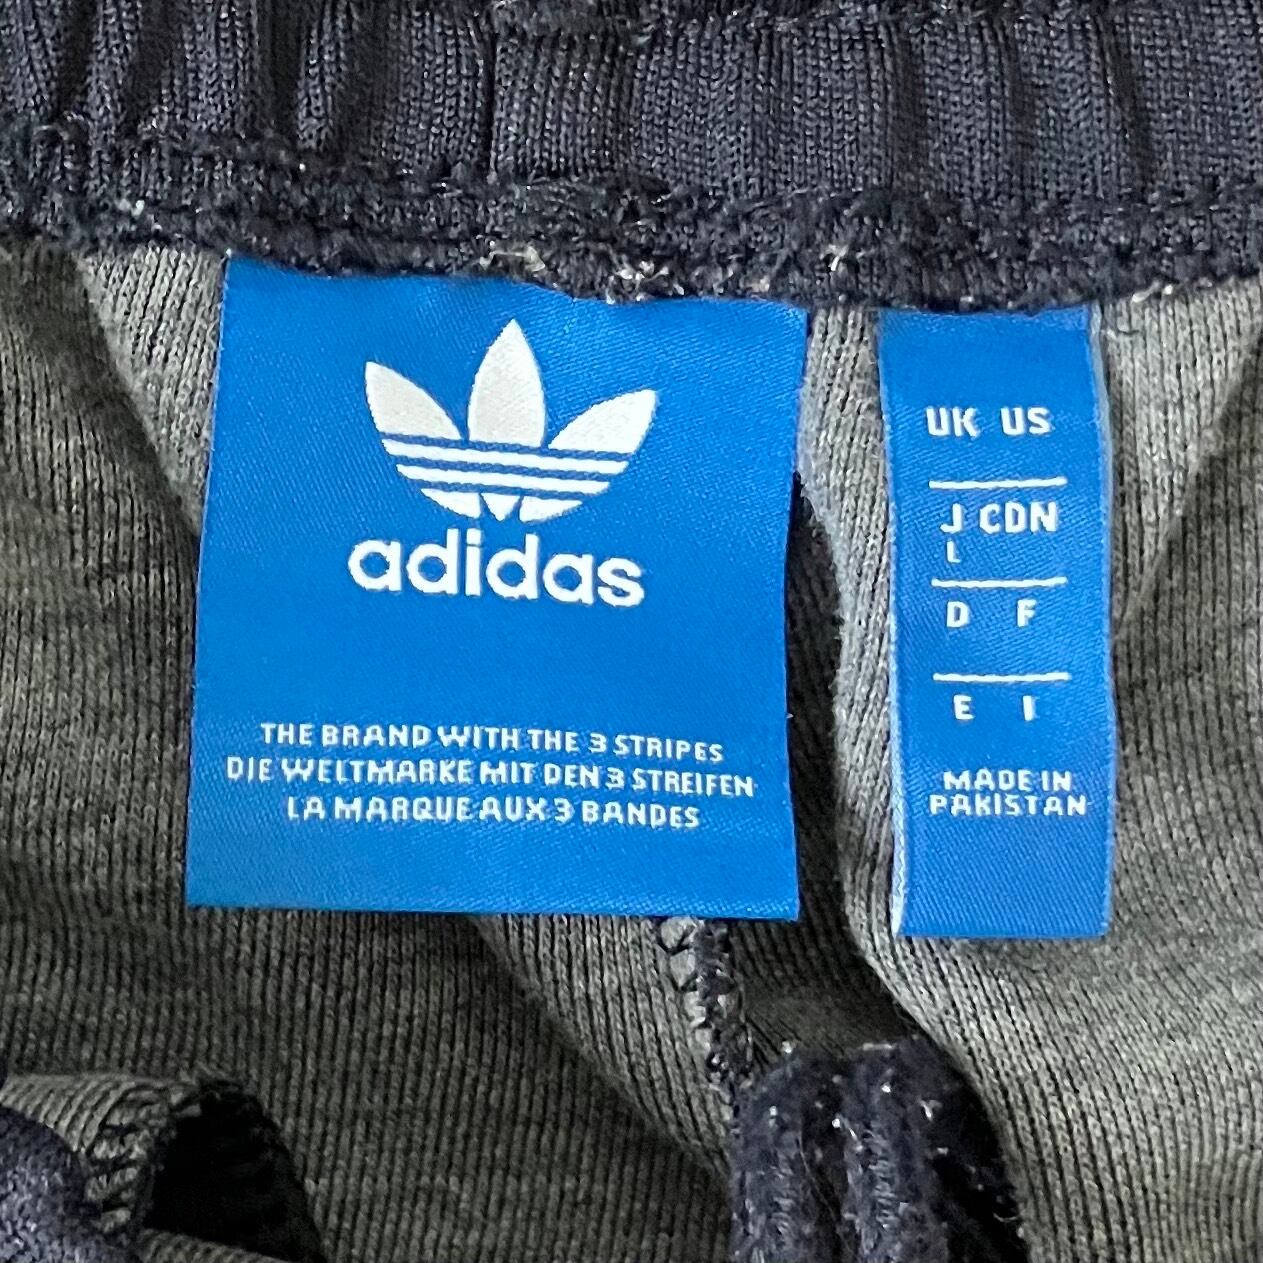 adidas
THE BRAND WITH THE 3 STRIPES
DIE WELTMARKE MIT DEN 3 STREIFEN
LA MARQUE AUX 3 BANDES
UK US
J CDN
L
D F
E I
MADE IN
PAKISTAN